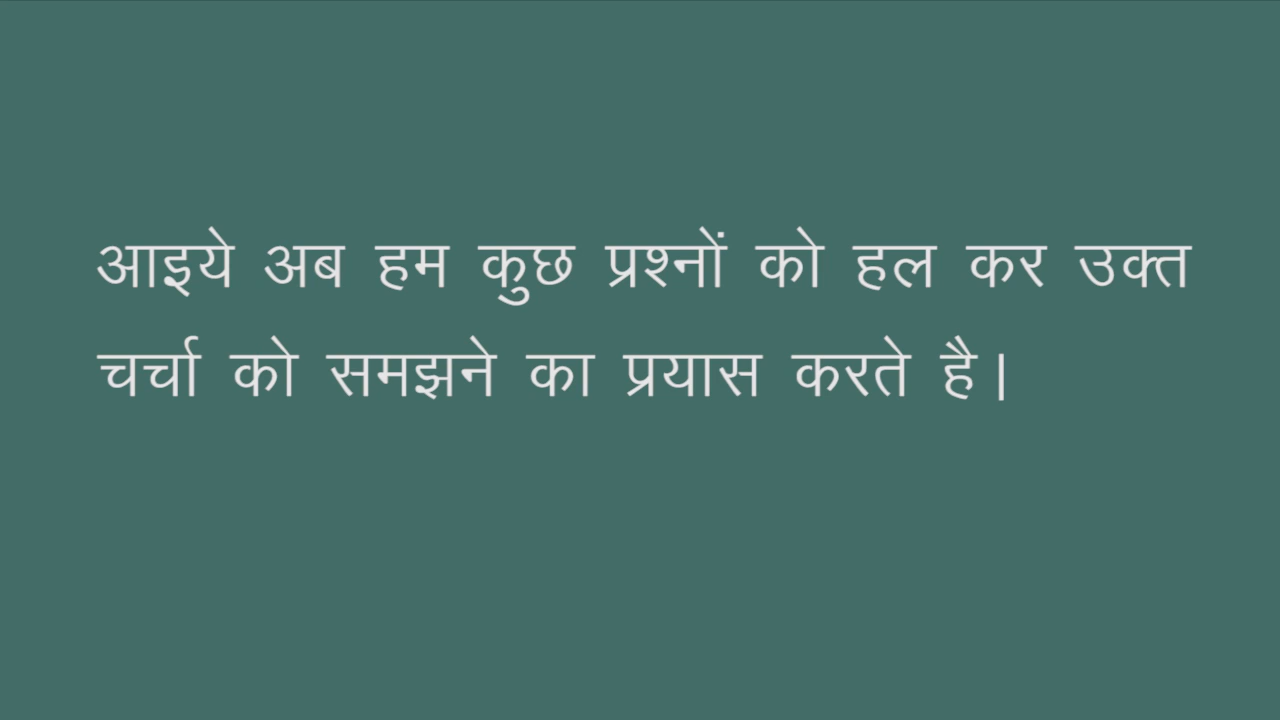 आइये अब हम कुछ प्रश्नों को हल कर उक्त
चर्चा को समझने का प्रयास करते है।